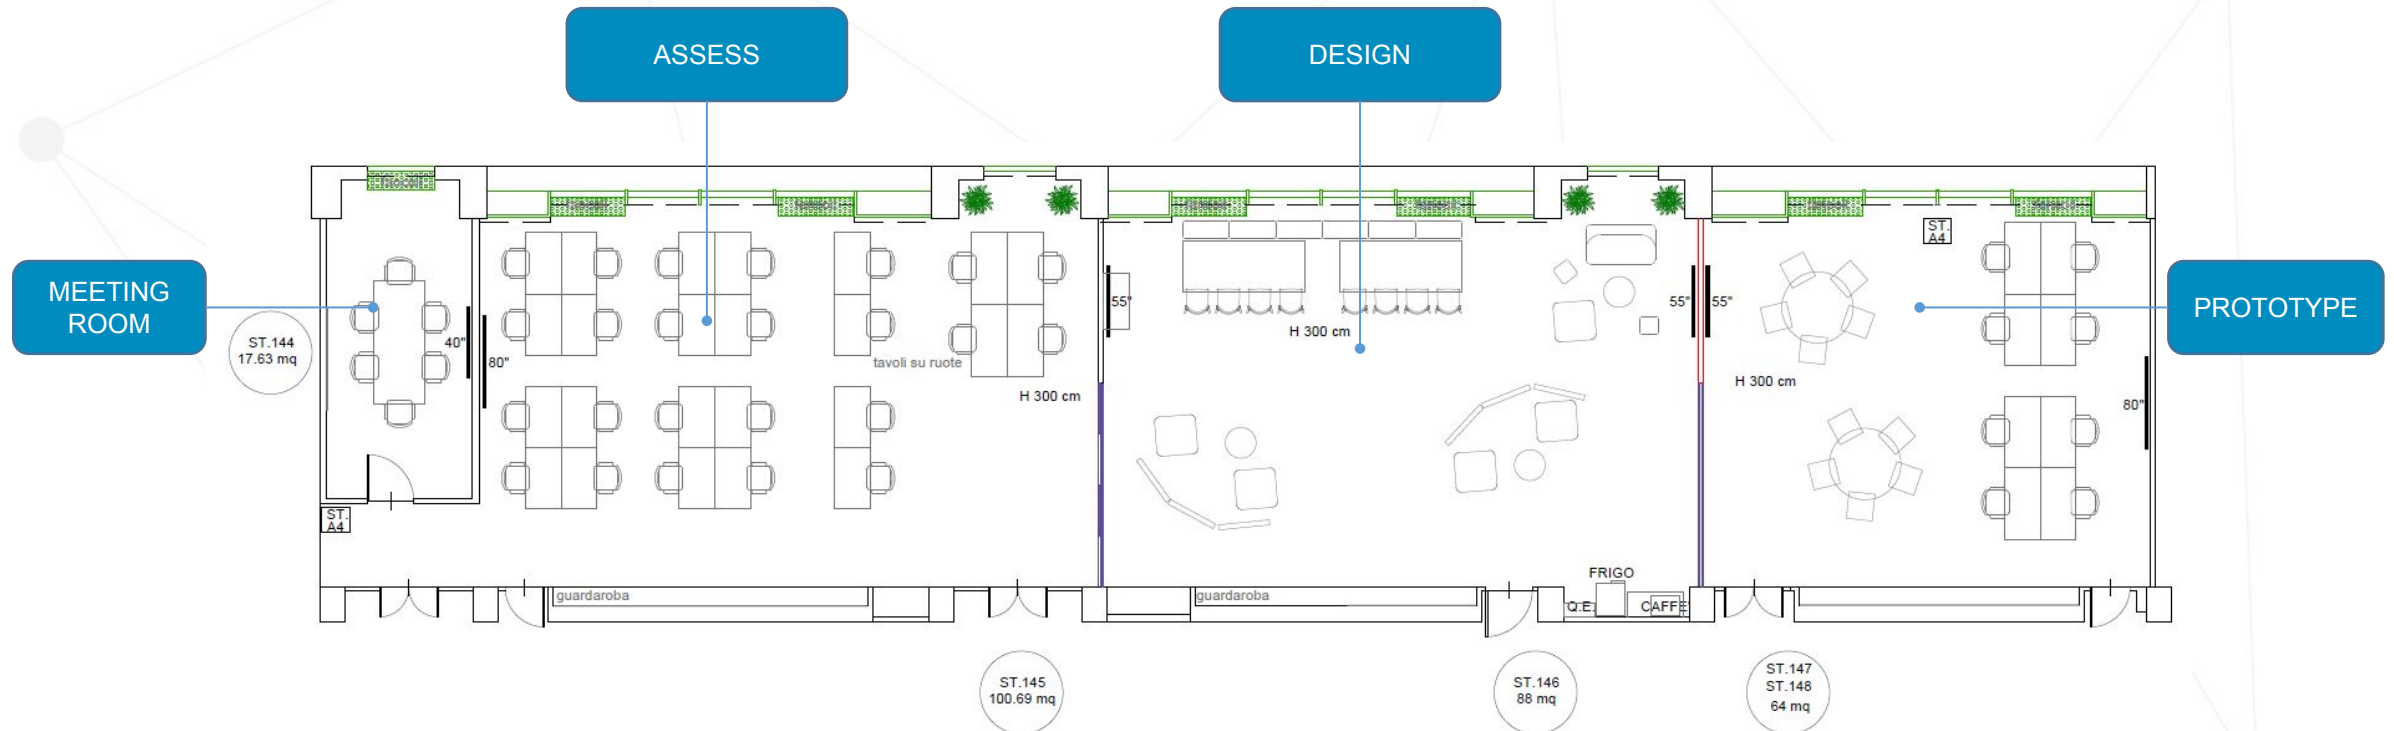 ASSESS
DESIGN
MEETING
ROOM
PROTOTYPE
ST.144
17.63 mq
40"
80"
tavoli su ruote
H 300 cm
55"
H 300 cm
55"
55"
H 300 cm
ST.
A4
80"
ST.
A4
guardaroba
guardaroba
FRIGO
Q.E.
CAFFE'
ST.145
100.69 mq
ST.146
88 mq
ST.147
ST.148
64 mq